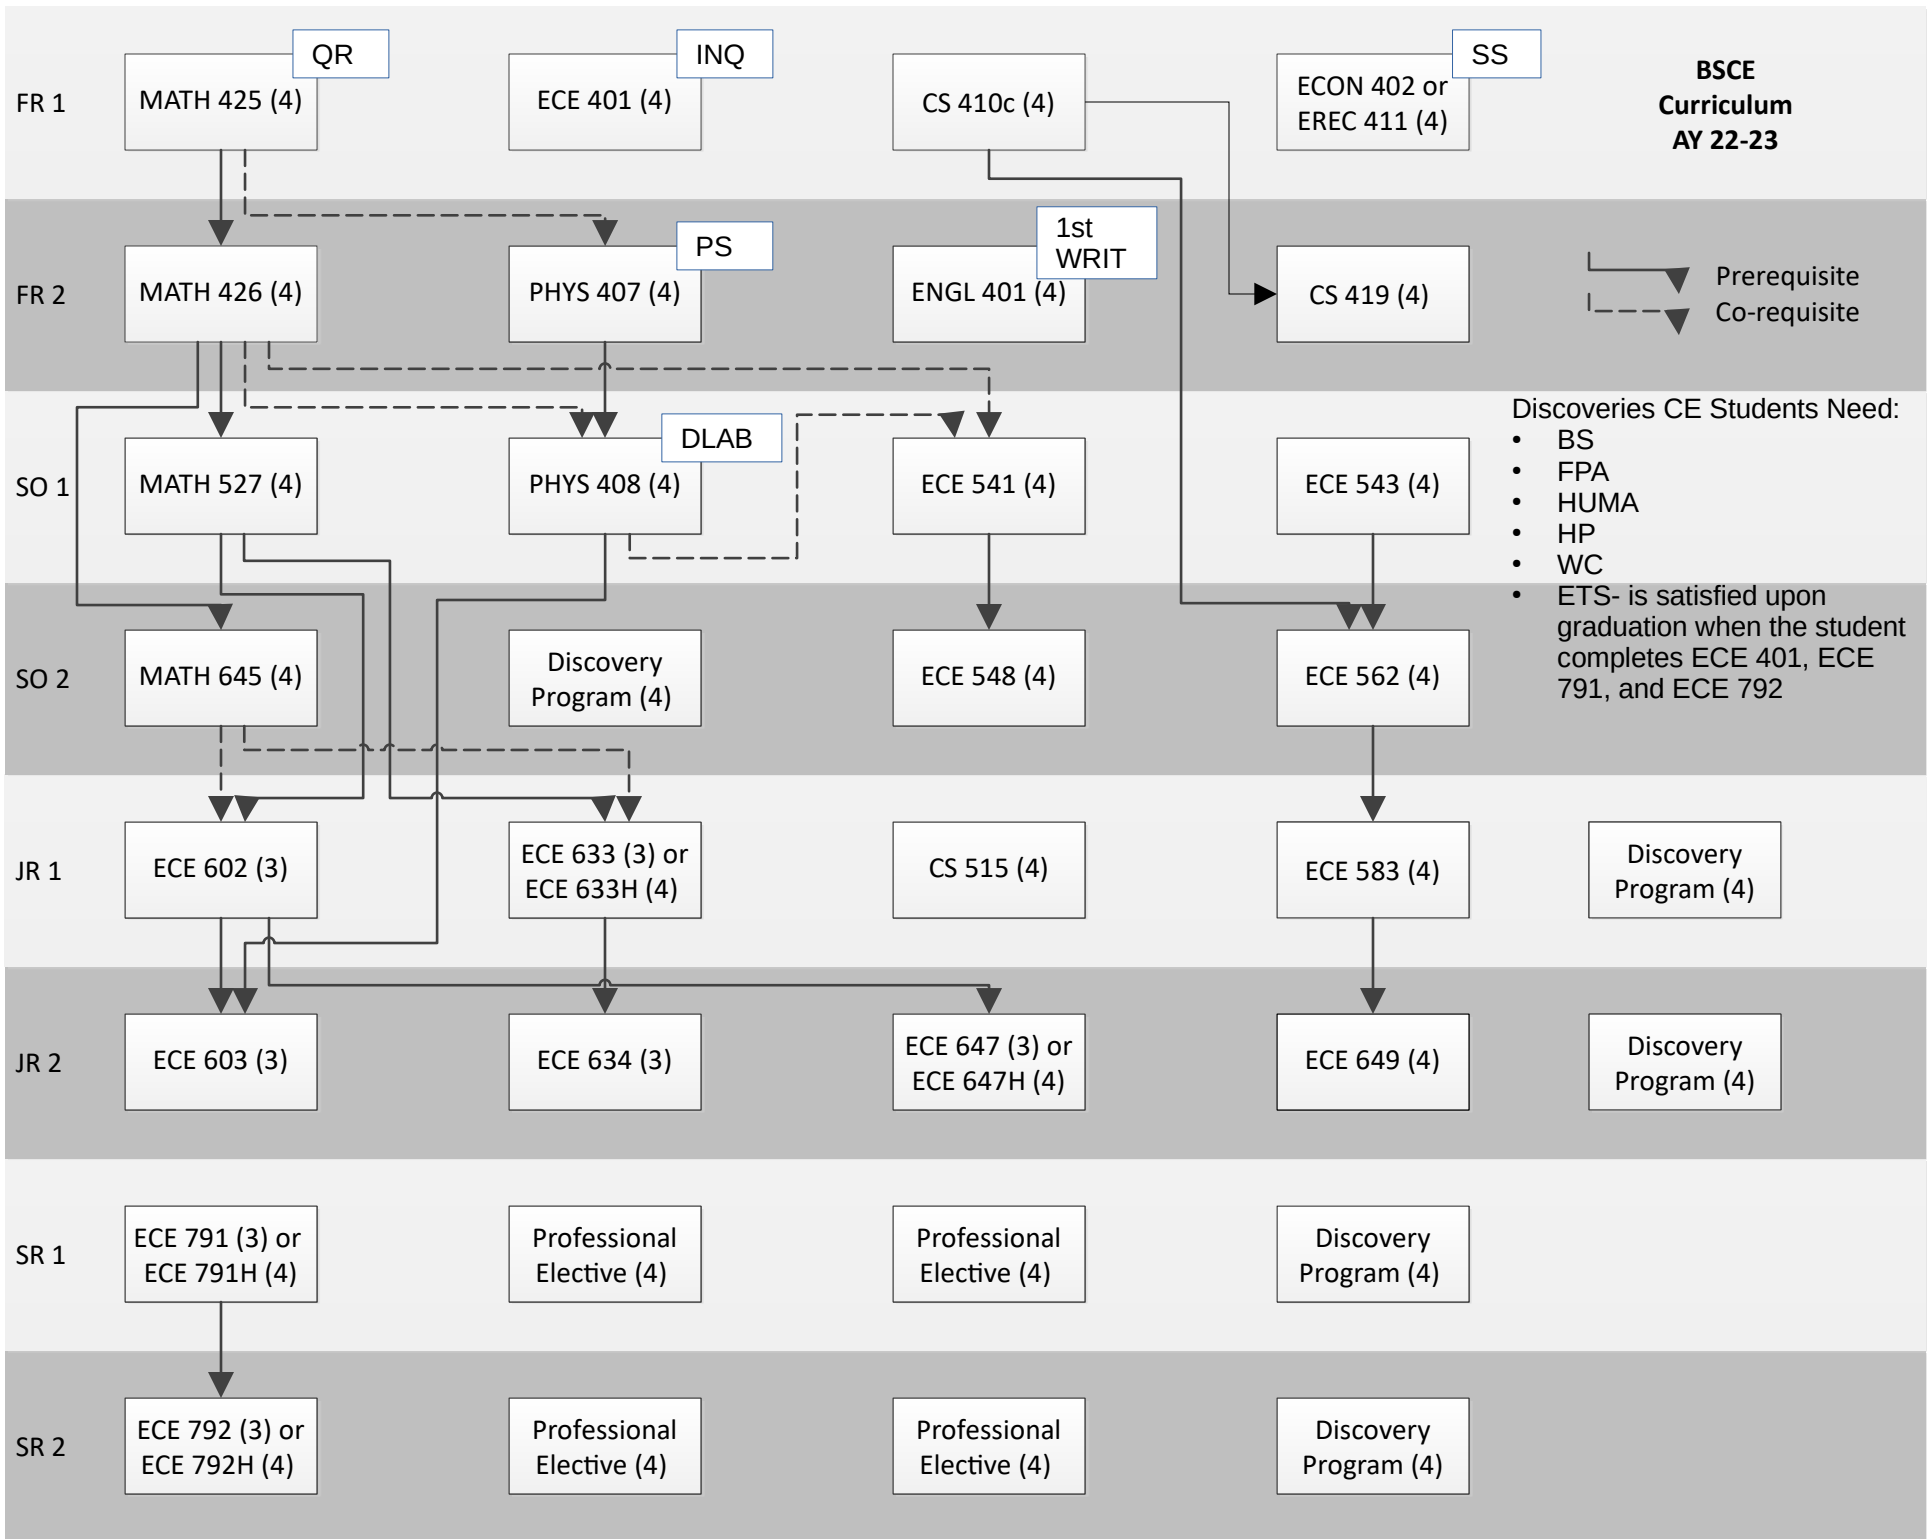 QR
INQ
SS
FR 1
MATH 425 (4)
ECE 401 (4)
CS 410c (4)
ECON 402 or
EREC 411 (4)
BSCE
Curriculum
AY 22-23
PS
1st
WRIT
FR 2
MATH 426 (4)
PHYS 407 (4)
ENGL 401 (4)
CS 419 (4)
Prerequisite
Co-requisite
DLAB
SO 1
MATH 527 (4)
PHYS 408 (4)
ECE 541 (4)
ECE 543 (4)
Discoveries CE Students Need:
• BS
• FPA
• HUMA
• HP
• WC
• ETS- is satisfied upon
graduation when the student
completes ECE 401, ECE
791, and ECE 792
SO 2
MATH 645 (4)
Discovery
Program (4)
ECE 548 (4)
ECE 562 (4)
JR 1
ECE 602 (3)
ECE 633 (3) or
ECE 633H (4)
CS 515 (4)
ECE 583 (4)
Discovery
Program (4)
JR 2
ECE 603 (3)
ECE 634 (3)
ECE 647 (3) or
ECE 647H (4)
ECE 649 (4)
Discovery
Program (4)
SR 1
ECE 791 (3) or
ECE 791H (4)
Professional
Elective (4)
Professional
Elective (4)
Discovery
Program (4)
SR 2
ECE 792 (3) or
ECE 792H (4)
Professional
Elective (4)
Professional
Elective (4)
Discovery
Program (4)